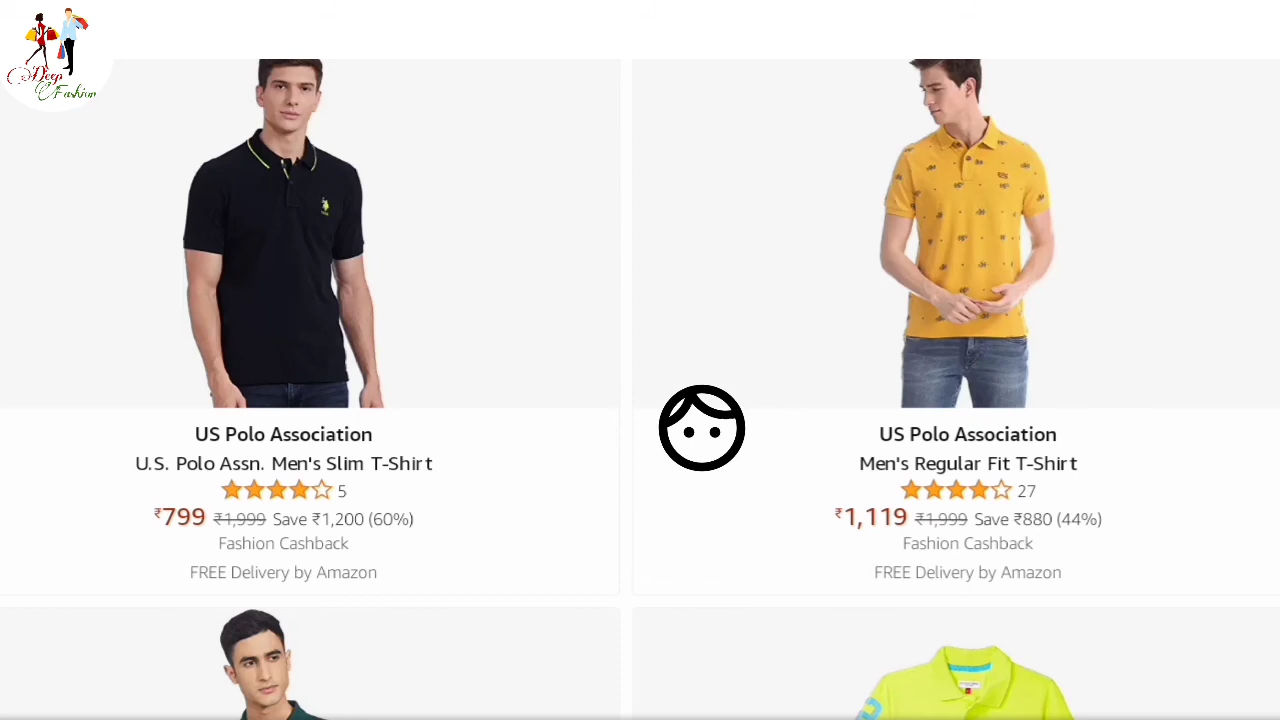 Deep
Fashion
US Polo Association
U.S. Polo Assn. Men's Slim T-Shirt
5
₹799 ₹1,999 Save ₹1,200 (60%)
Fashion Cashback
FREE Delivery by Amazon
US Polo Association
Men's Regular Fit T-Shirt
27
₹1,119 ₹1,999 Save ₹880 (44%)
Fashion Cashback
FREE Delivery by Amazon